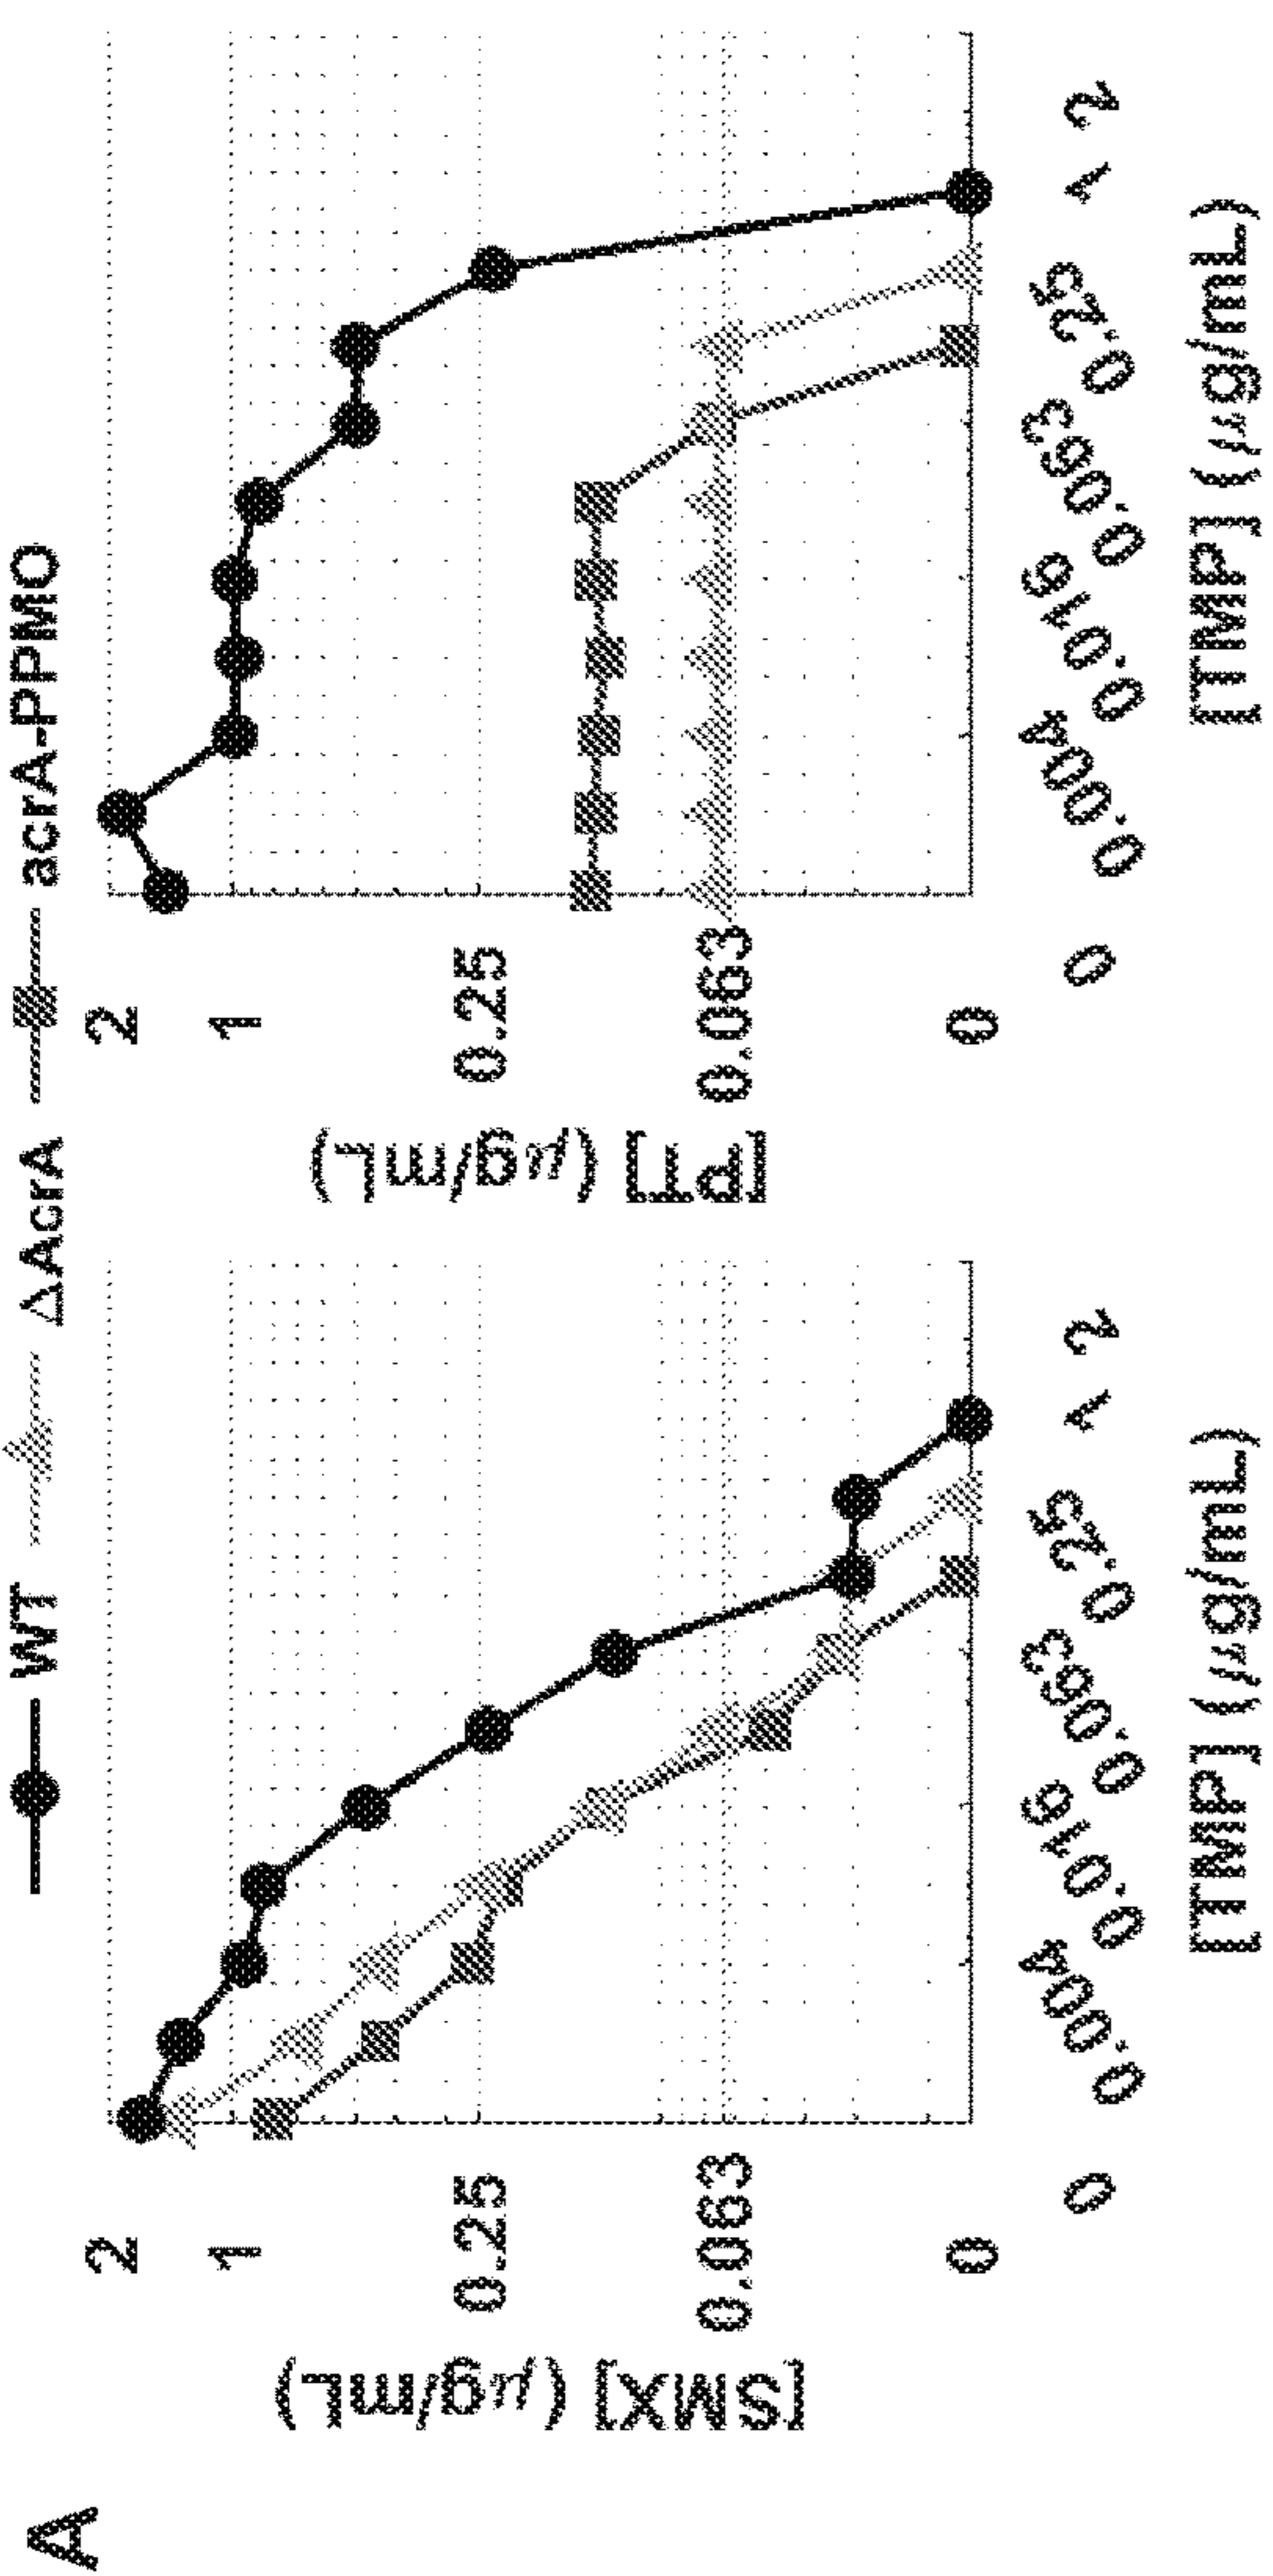 A
WT ΔAcrA acrA-PPMO
[SMX] (μg/mL)
2
1
0.25
0.063
0
0 0.004 0.016 0.063 0.25 1 2
[TMP] (μg/mL)
[PT] (μg/mL)
2
1
0.25
0.063
0
0 0.004 0.016 0.063 0.25 1 2
[TMP] (μg/mL)